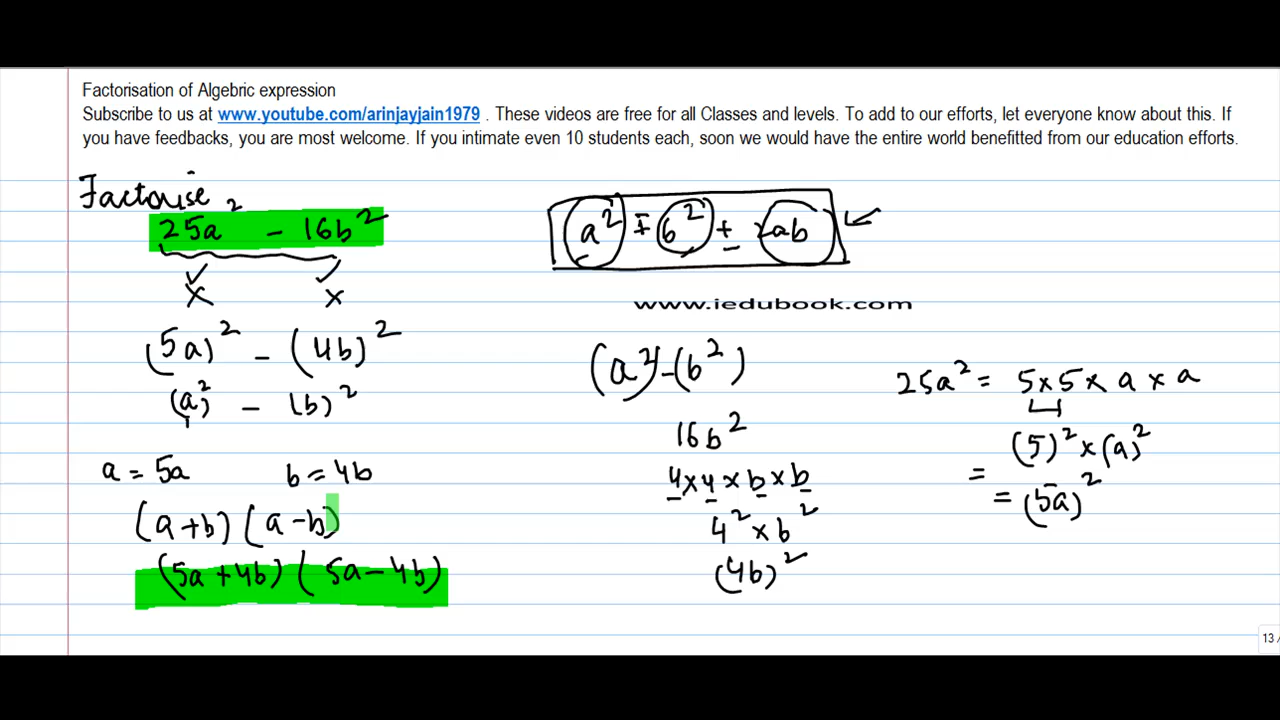 Factorisation of Algebric expression
Subscribe to us at www.youtube.com/arinjayjain1979 . These videos are free for all Classes and levels. To add to our efforts, let everyone know about this. If
you have feedbacks, you are most welcome. If you intimate even 10 students each, soon we would have the entire world benefitted from our education efforts.
Factorise
25a² - 16b²
✓ ✓
x x
(5a)² - (4b)²
(a)² - (b)²
a = 5a b = 4b
(a+b) (a-b)
(5a+4b) (5a-4b)
a² ∓ b² ± 2ab
www.iedubook.com
(a²) - (b²)
16b²
4 x 4 x b x b
4² x b²
(4b)²
25a² = 5 x 5 x a x a
= (5)² x (a)²
= (5a)²
13 /